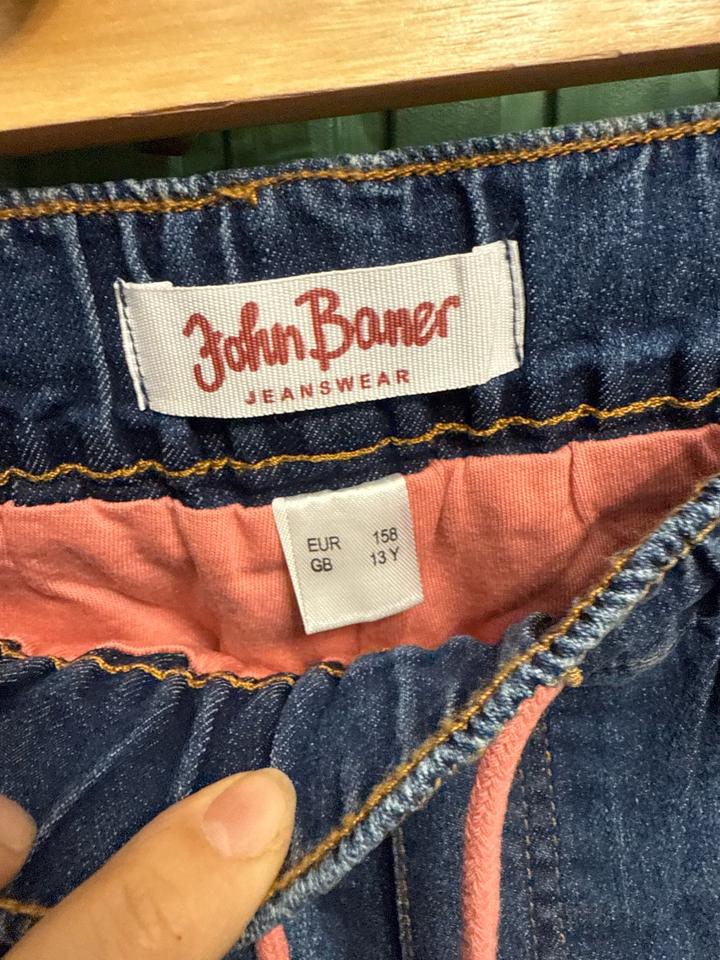 John Baner
JEANSWEAR
EUR 158
GB 13 Y